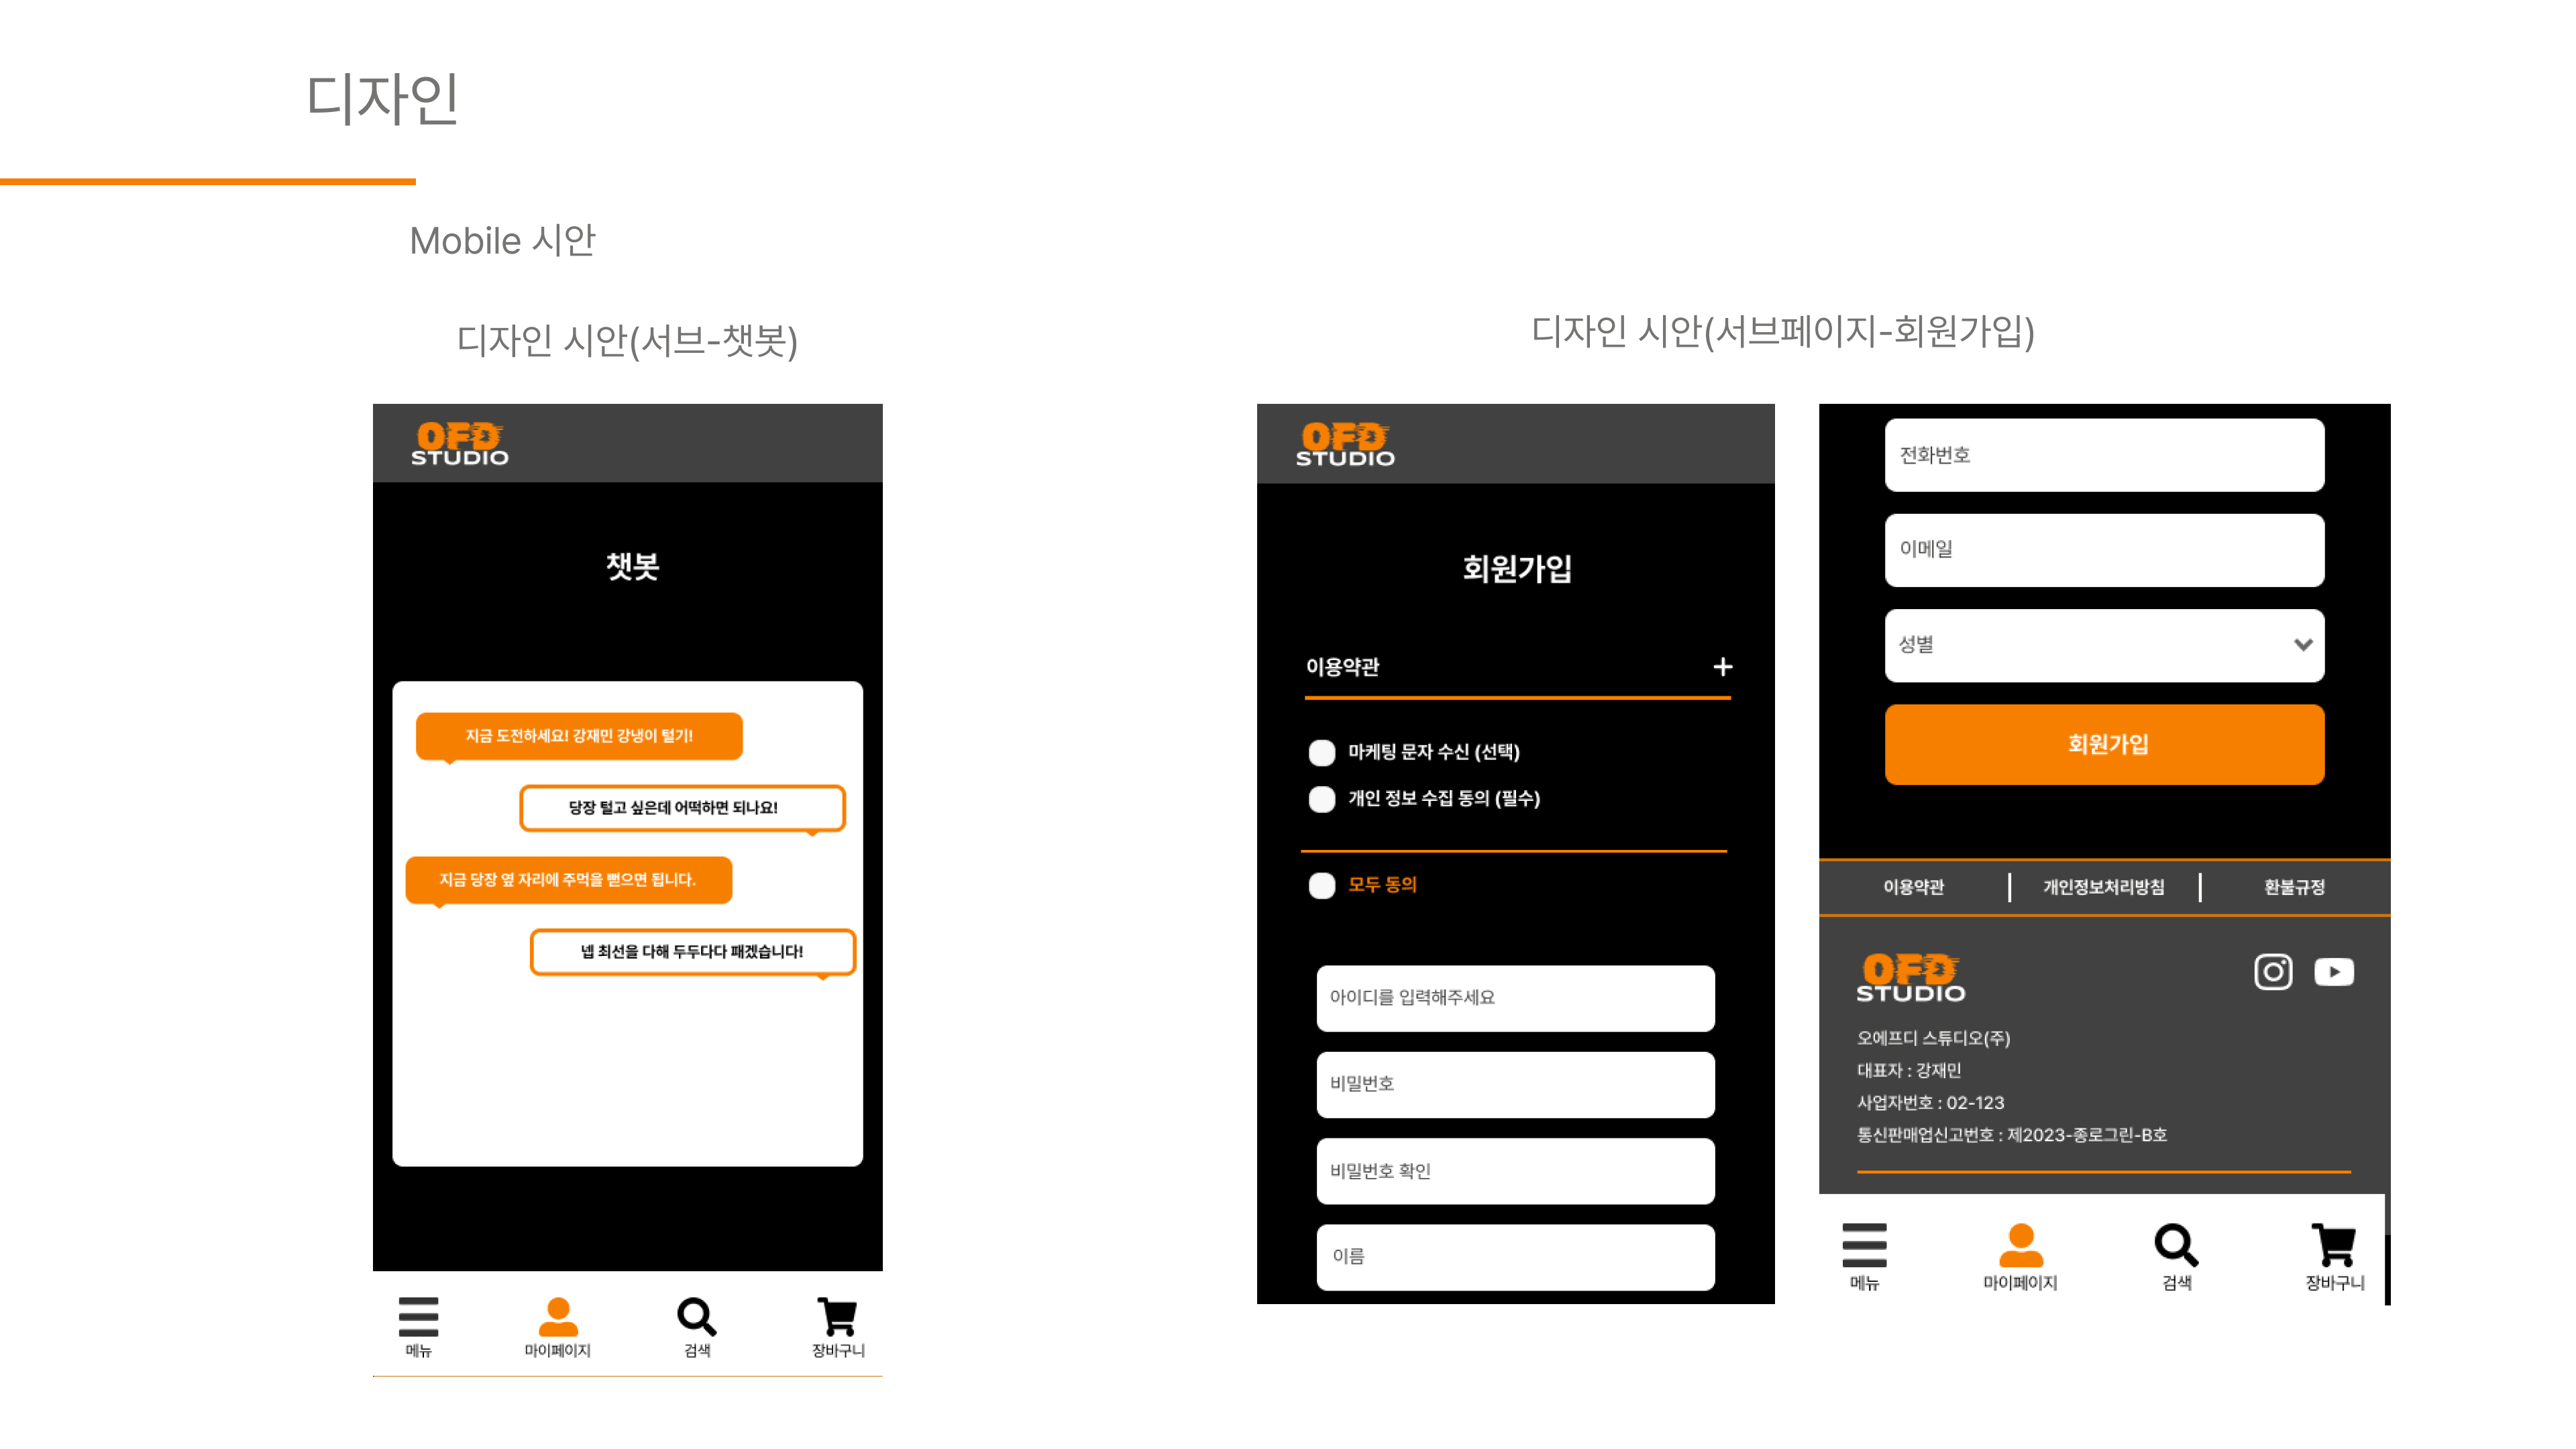 디자인
Mobile 시안
디자인 시안(서브-챗봇)
OFD
STUDIO
챗봇
지금 도전하세요! 강재민 강냉이 털기!
당장 털고 싶은데 어떡하면 되나요!
지금 당장 옆 자리에 주먹을 뻗으면 됩니다.
넵 최선을 다해 두두다다 패겠습니다!
메뉴
마이페이지
검색
장바구니
디자인 시안(서브페이지-회원가입)
OFD
STUDIO
회원가입
이용약관
마케팅 문자 수신 (선택)
개인 정보 수집 동의 (필수)
모두 동의
아이디를 입력해주세요
비밀번호
비밀번호 확인
이름
전화번호
이메일
성별
회원가입
이용약관
개인정보처리방침
환불규정
OFD
STUDIO
오에프디 스튜디오(주)
대표자 : 강재민
사업자번호 : 02-123
통신판매업신고번호 : 제2023-종로그린-B호
메뉴
마이페이지
검색
장바구니